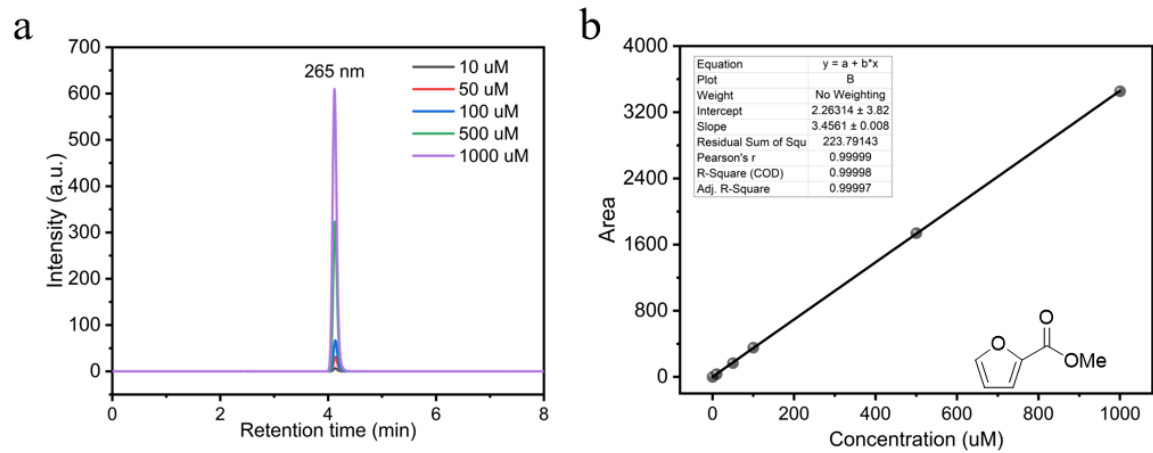 a
700
600
500
400
300
200
100
0
Intensity (a.u.)
265 nm
10 uM
50 uM
100 uM
500 uM
1000 uM
0 2 4 6 8
Retention time (min)
b
4000
3200
2400
1600
800
0
Area
Equation y = a + b*x
Plot B
Weight No Weighting
Intercept 2.26314 ± 3.82
Slope 3.4561 ± 0.008
Residual Sum of Squ 223.79143
Pearson's r 0.99999
R-Square (COD) 0.99998
Adj. R-Square 0.99997
O
O
OMe
0 200 400 600 800 1000
Concentration (uM)